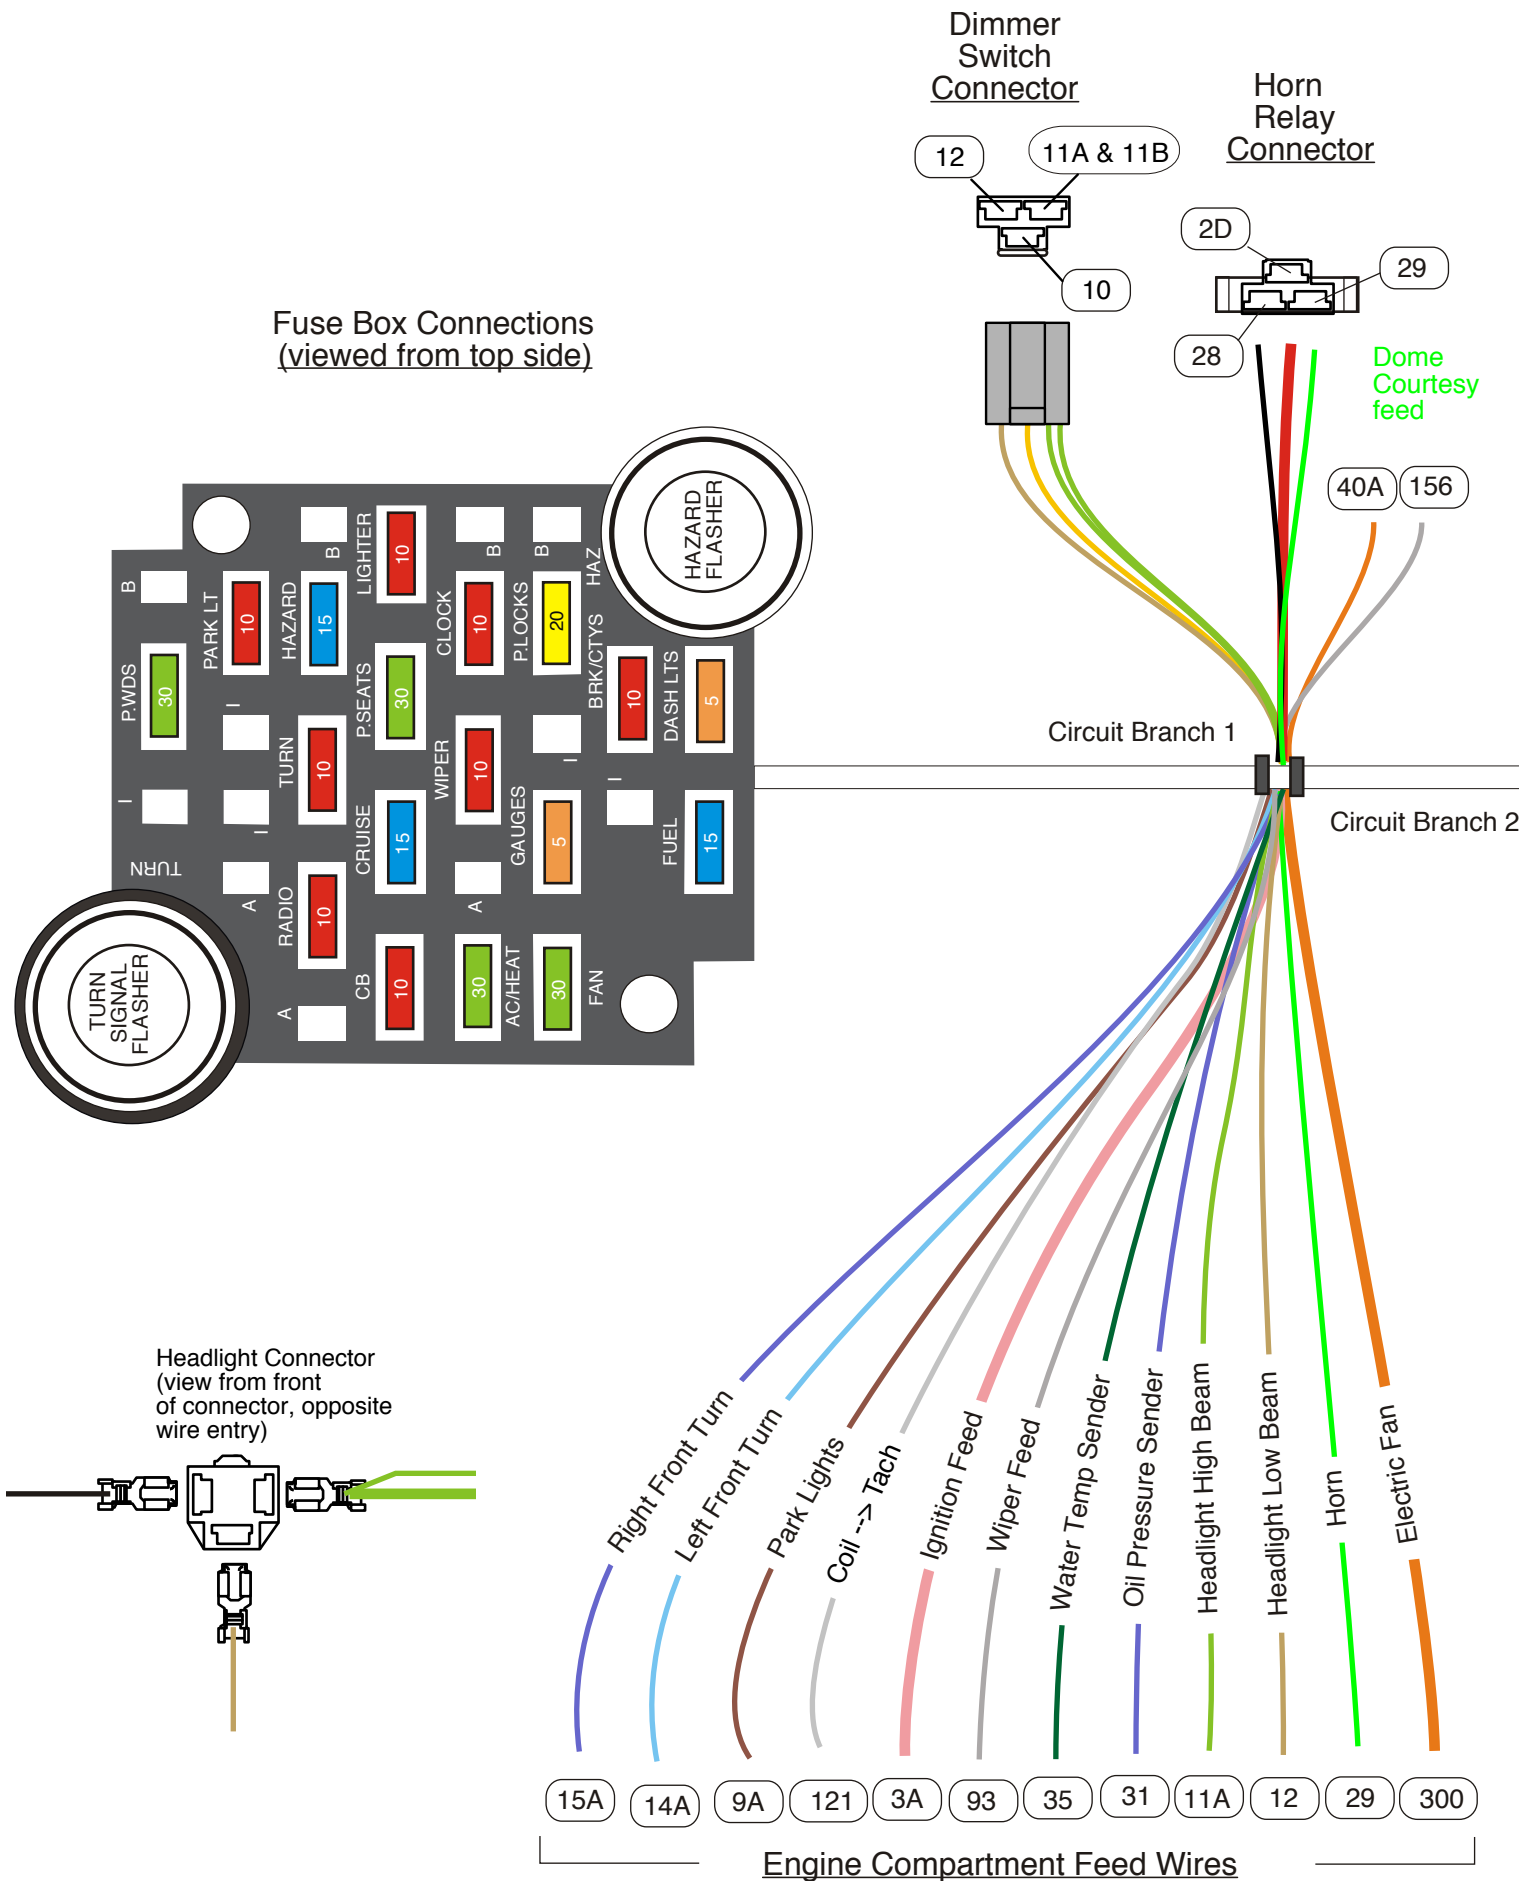 Dimmer
Switch
Connector
12
11A & 11B
10
Horn
Relay
Connector
2D
29
28
Dome
Courtesy
feed
40A
156
Fuse Box Connections
(viewed from top side)
HAZARD
FLASHER
HAZ
B
LIGHTER
10
B
B
B
PARK LT
10
HAZARD
15
CLOCK
10
P.LOCKS
20
P.WDS
30
P.SEATS
30
BRK/CTYS
10
DASH LTS
5
I
TURN
10
WIPER
10
I
I
I
I
CRUISE
15
GAUGES
5
FUEL
15
TURN
A
RADIO
10
A
A
CB
10
30
AC/HEAT
30
FAN
TURN
SIGNAL
FLASHER
Circuit Branch 1
Circuit Branch 2
Headlight Connector
(view from front
of connector, opposite
wire entry)
Right Front Turn
Left Front Turn
Park Lights
Coil --> Tach
Ignition Feed
Wiper Feed
Water Temp Sender
Oil Pressure Sender
Headlight High Beam
Headlight Low Beam
Horn
Electric Fan
15A
14A
9A
121
3A
93
35
31
11A
12
29
300
Engine Compartment Feed Wires